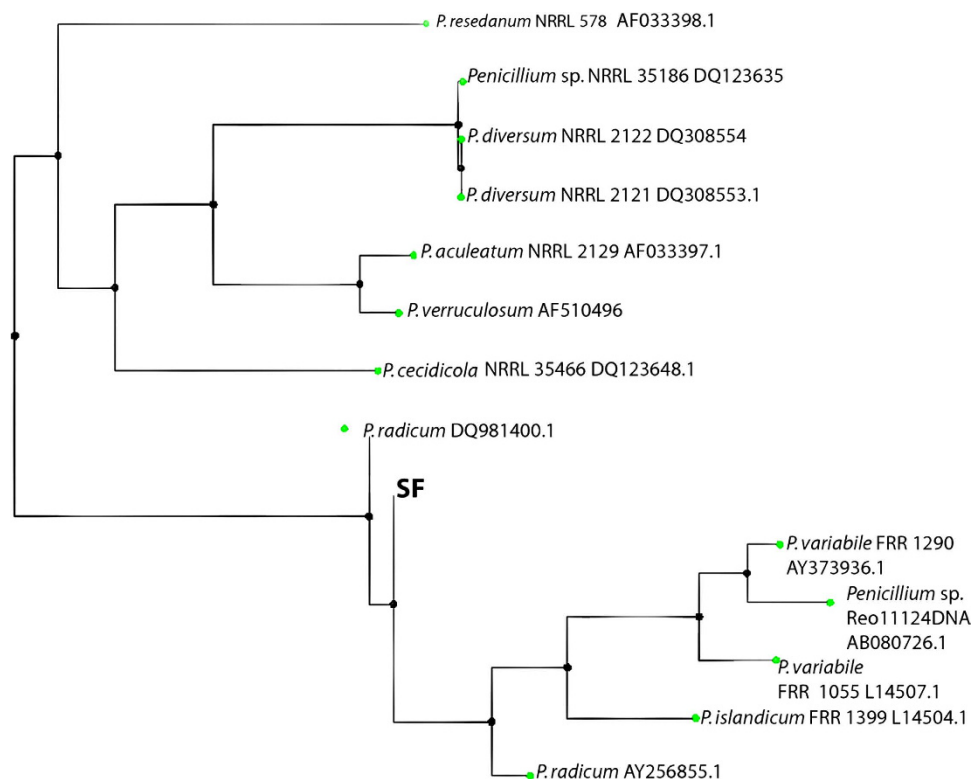 P. resedanum NRRL 578 AF033398.1
Penicillium sp. NRRL 35186 DQ123635
P. diversum NRRL 2122 DQ308554
P. diversum NRRL 2121 DQ308553.1
P. aculeatum NRRL 2129 AF033397.1
P. verruculosum AF510496
P. cecidicola NRRL 35466 DQ123648.1
P. radicum DQ981400.1
SF
P. variabile FRR 1290
AY373936.1
Penicillium sp.
Reo11124DNA
AB080726.1
P. variabile
FRR 1055 L14507.1
P. islandicum FRR 1399 L14504.1
P. radicum AY256855.1